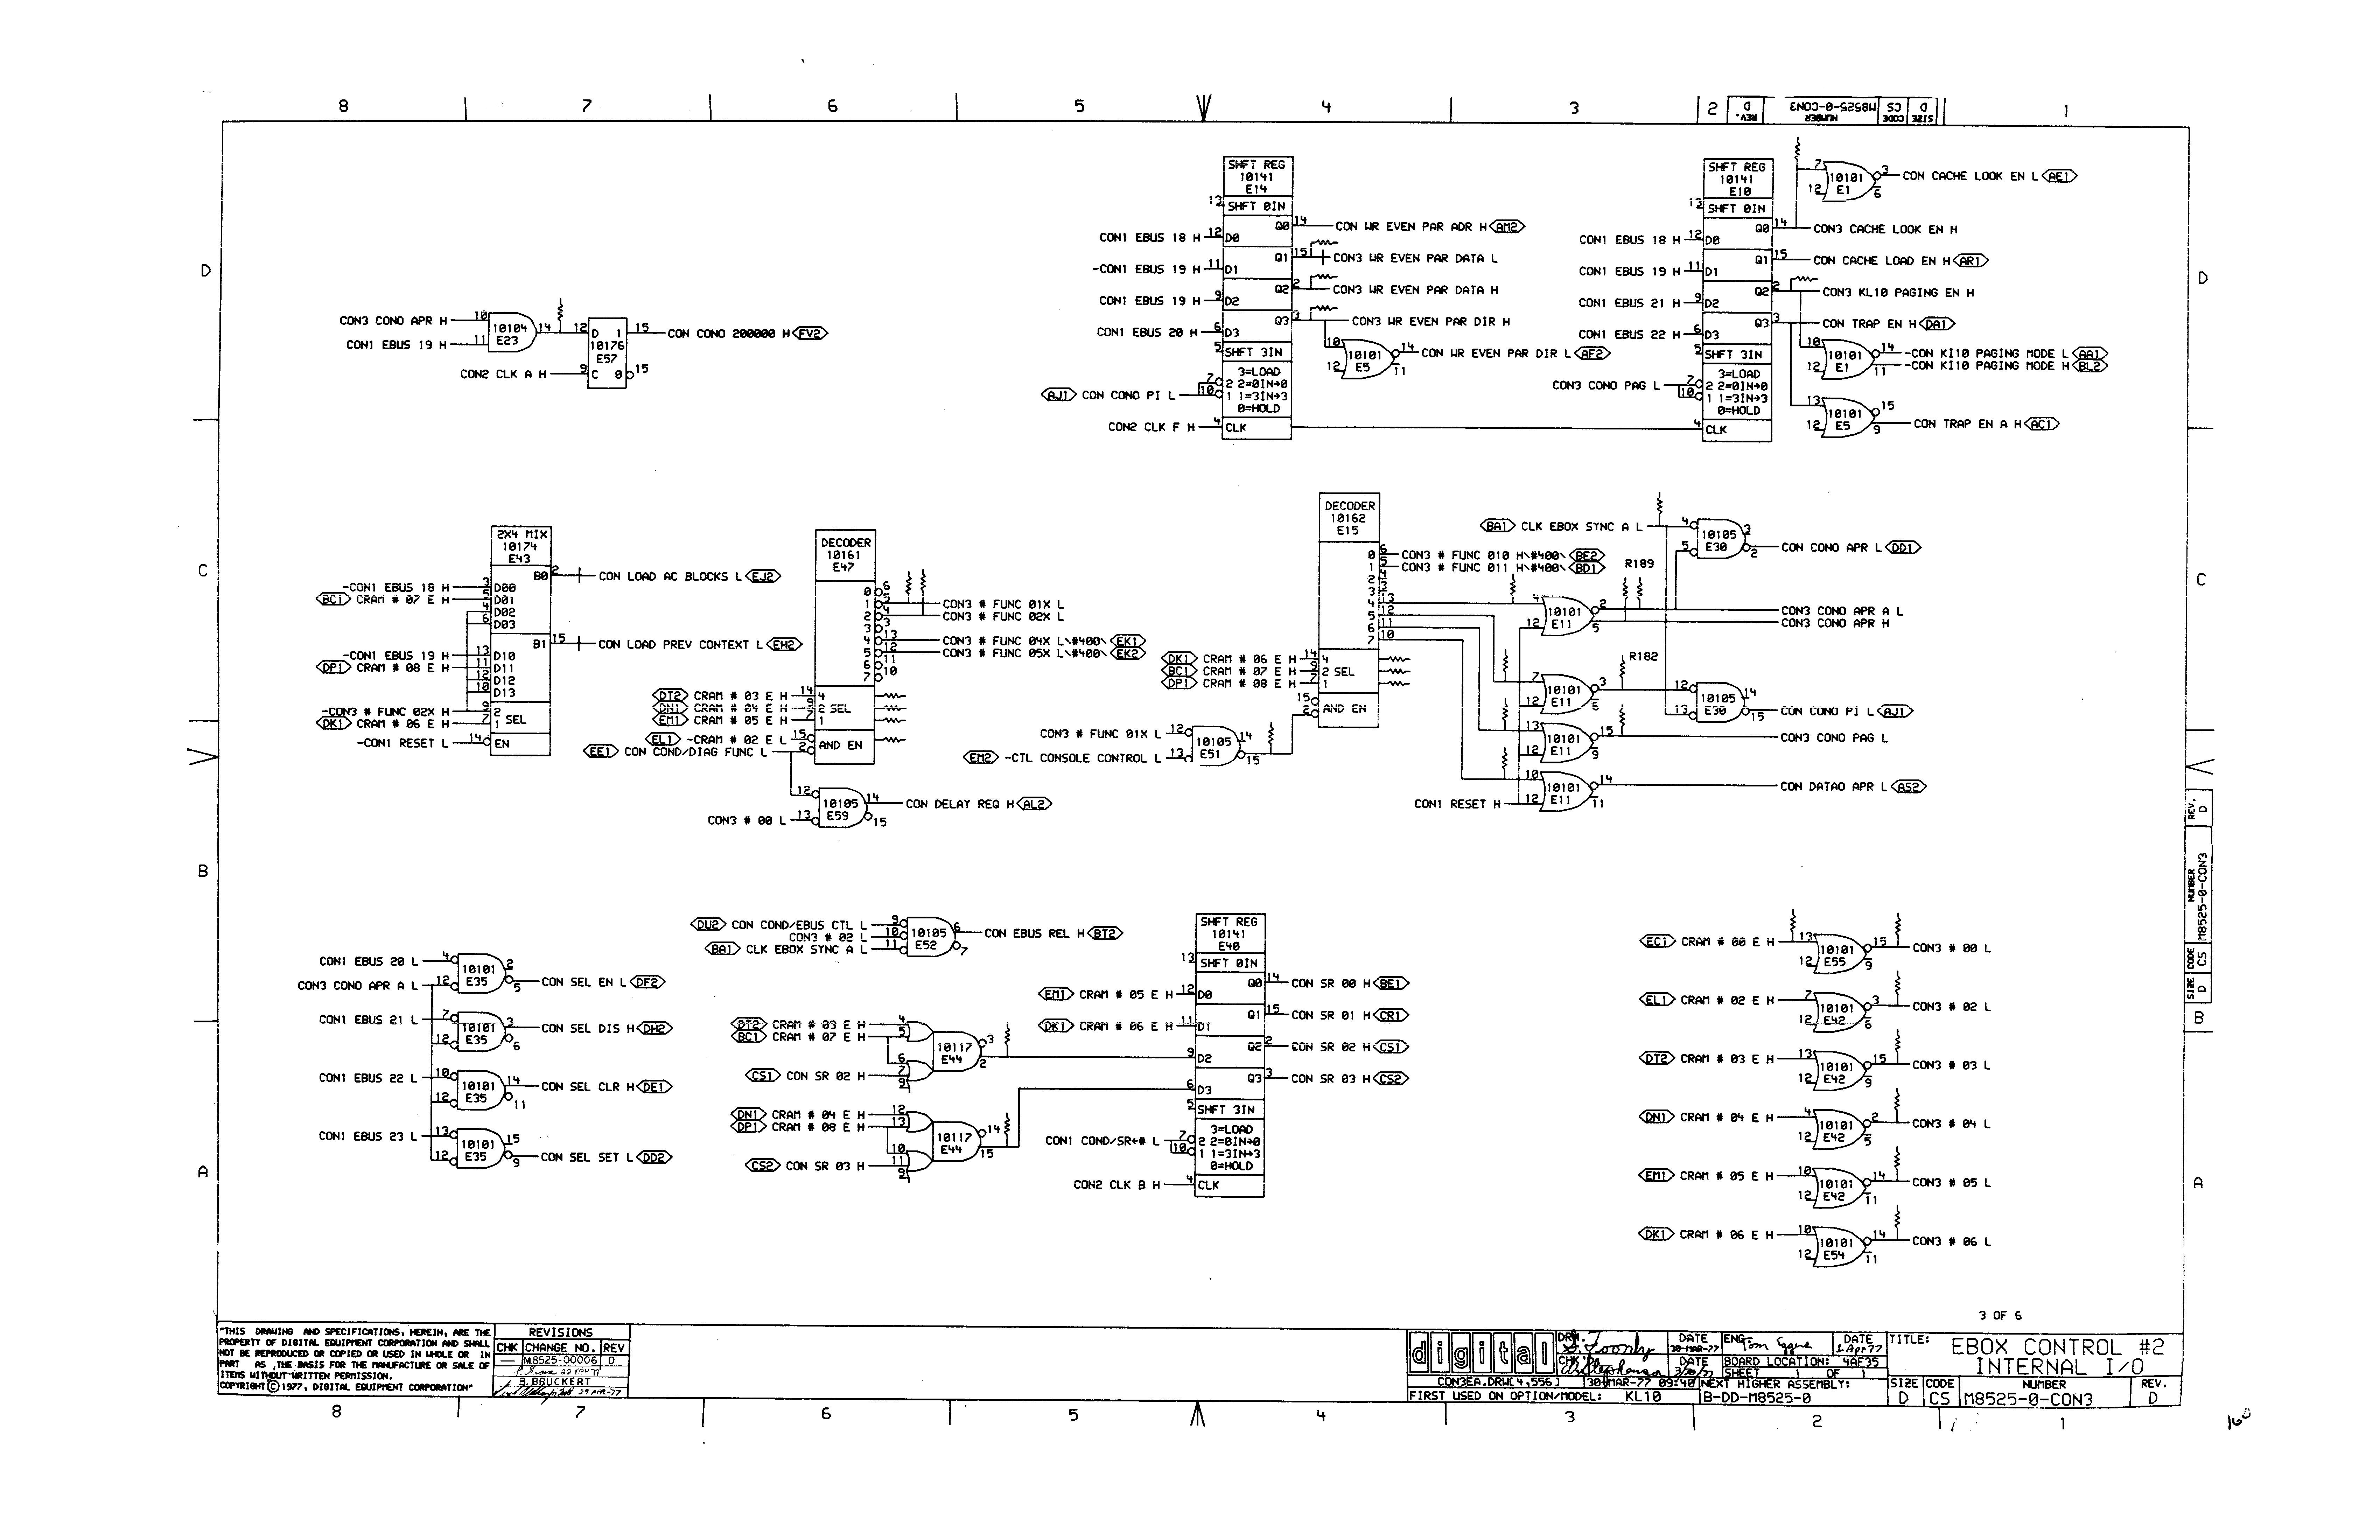 8 7 6 5 4 3 2 1
REV. D
NUMBER M8525-0-CON3
CODE CS
SIZE D
D
C
B
A
CON3 CONO APR H 10
CON1 EBUS 19 H 11
10104 E23 14
12 D 1 15 CON CONO 200000 H FV2
10176 E57
CON2 CLK A H 9 C 0 15
SHFT REG
10141
E14
13 SHFT 0IN
CON1 EBUS 18 H 12 D0 Q0 14 CON WR EVEN PAR ADR H AM2
-CON1 EBUS 19 H 11 D1 Q1 15 CON3 WR EVEN PAR DATA L
CON1 EBUS 19 H 9 D2 Q2 2 CON3 WR EVEN PAR DATA H
CON1 EBUS 20 H 6 D3 Q3 3 CON3 WR EVEN PAR DIR H
5 SHFT 3IN
10 12 10101 E5 14 11 CON WR EVEN PAR DIR L AF2
3=LOAD
7 2 2=0IN→0
AJ1 CON CONO PI L 10 1 1=3IN→3
0=HOLD
CON2 CLK F H 4 CLK
SHFT REG
10141
E10
13 SHFT 0IN
CON1 EBUS 18 H 12 D0 Q0 14 CON3 CACHE LOOK EN H
7 12 10101 E1 3 6 CON CACHE LOOK EN L AE1
CON1 EBUS 19 H 11 D1 Q1 15 CON CACHE LOAD EN H AR1
CON1 EBUS 21 H 9 D2 Q2 2 CON3 KL10 PAGING EN H
CON1 EBUS 22 H 6 D3 Q3 3 CON TRAP EN H DA1
5 SHFT 3IN
10 12 10101 E1 14 -CON KI10 PAGING MODE L AA1
11 -CON KI10 PAGING MODE H BL2
3=LOAD
CON3 CONO PAG L 7 2 2=0IN→0
10 1 1=3IN→3
0=HOLD
4 CLK
13 12 10101 E5 15 9 CON TRAP EN A H AC1
2X4 MIX
10174
E43
-CON1 EBUS 18 H 3 D00 B0 2 CON LOAD AC BLOCKS L EJ2
BC1 CRAM # 07 E H 5 D01
4 D02
6 D03
-CON1 EBUS 19 H 13 D10 B1 15 CON LOAD PREV CONTEXT L EH2
DP1 CRAM # 08 E H 11 D11
12 D12
10 D13
-CON3 # FUNC 02X H 9 2 SEL
DK1 CRAM # 06 E H 7 1
-CON1 RESET L 14 EN
DECODER
10161
E47
0 6
1 5 CON3 # FUNC 01X L
2 4 CON3 # FUNC 02X L
3 3
4 13 CON3 # FUNC 04X L\#400\ EK1
5 12 CON3 # FUNC 05X L\#400\ EK2
6 11
7 10
DT2 CRAM # 03 E H 14 4
DN1 CRAM # 04 E H 9 2 SEL
EM1 CRAM # 05 E H 7 1
EL1 -CRAM # 02 E L 15 AND EN
EE1 CON COND/DIAG FUNC L 2
12 10105 E59 14 CON DELAY REQ H AL2
CON3 # 00 L 13 15
DECODER
10162
E15
0 6 CON3 # FUNC 010 H\#400\ BE2
1 5 CON3 # FUNC 011 H\#400\ BD1
2 4
3 3
4 13
5 12
6 11
7 10
DK1 CRAM # 06 E H 14 4
BC1 CRAM # 07 E H 9 2 SEL
DP1 CRAM # 08 E H 7 1
15 2 AND EN
CON3 # FUNC 01X L 12 10105 E51 14
EM2 -CTL CONSOLE CONTROL L 13 15
BA1 CLK EBOX SYNC A L 4 5 10105 E30 3 2 CON CONO APR L DD1
R189
4 12 10101 E11 2 CON3 CONO APR A L
5 CON3 CONO APR H
R182
7 12 10101 E11 3 6
12 13 10105 E30 14 15 CON CONO PI L AJ1
13 12 10101 E11 15 9 CON3 CONO PAG L
10 10101 E11 14 11 CON DATAO APR L AS2
CON1 RESET H 12
CON1 EBUS 20 L 4 10101 E35 2
CON3 CONO APR A L 12 5 CON SEL EN L DF2
CON1 EBUS 21 L 7 12 10101 E35 3 6 CON SEL DIS H DH2
CON1 EBUS 22 L 10 12 10101 E35 14 11 CON SEL CLR H DE1
CON1 EBUS 23 L 13 12 10101 E35 15 9 CON SEL SET L DD2
DU2 CON COND/EBUS CTL L 9
CON3 # 02 L 10 10105 E52 6 CON EBUS REL H BT2
BA1 CLK EBOX SYNC A L 11 7
DT2 CRAM # 03 E H 4
BC1 CRAM # 07 E H 5
6 10117 E44 3 2
CS1 CON SR 02 H 7
9
DN1 CRAM # 04 E H 12
DP1 CRAM # 08 E H 13
10 10117 E44 14 15
CS2 CON SR 03 H 11
9
SHFT REG
10141
E40
13 SHFT 0IN
EM1 CRAM # 05 E H 12 D0 Q0 14 CON SR 00 H BE1
DK1 CRAM # 06 E H 11 D1 Q1 15 CON SR 01 H CR1
9 D2 Q2 2 CON SR 02 H CS1
6 D3 Q3 3 CON SR 03 H CS2
5 SHFT 3IN
3=LOAD
CON1 COND/SR←# L 7 2 2=0IN→0
10 1 1=3IN→3
0=HOLD
CON2 CLK B H 4 CLK
EC1 CRAM # 00 E H 13 12 10101 E55 15 9 CON3 # 00 L
EL1 CRAM # 02 E H 7 12 10101 E42 3 6 CON3 # 02 L
DT2 CRAM # 03 E H 13 12 10101 E42 15 9 CON3 # 03 L
DN1 CRAM # 04 E H 4 12 10101 E42 2 5 CON3 # 04 L
EM1 CRAM # 05 E H 10 12 10101 E42 14 11 CON3 # 05 L
DK1 CRAM # 06 E H 10 12 10101 E54 14 11 CON3 # 06 L
3 OF 6
"THIS DRAWING AND SPECIFICATIONS, HEREIN, ARE THE
PROPERTY OF DIGITAL EQUIPMENT CORPORATION AND SHALL
NOT BE REPRODUCED OR COPIED OR USED IN WHOLE OR IN
PART AS THE BASIS FOR THE MANUFACTURE OR SALE OF
ITEMS WITHOUT WRITTEN PERMISSION.
COPYRIGHT © 1977, DIGITAL EQUIPMENT CORPORATION"
REVISIONS
CHK CHANGE NO. REV
— M8525-00006 D
B. BRUCKERT
29 APR-77
digital
DRN.
DATE 30-MAR-77
ENG. Tom Eggers
DATE 1 Apr 77
CHK'D
DATE
BOARD LOCATION: 4AF35
SHEET 1 OF 1
CON3EA.DRW[4,556] 30-MAR-77 09:40
NEXT HIGHER ASSEMBLY:
FIRST USED ON OPTION/MODEL: KL10
B-DD-M8525-0
TITLE: EBOX CONTROL #2
INTERNAL I/O
SIZE CODE NUMBER REV.
D CS M8525-0-CON3 D
8 7 6 5 4 3 2 1
160